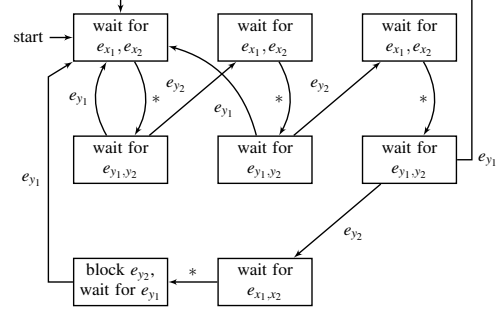 wait for wait for wait for
start e_{x_1}, e_{x_2} e_{x_1}, e_{x_2} e_{x_1}, e_{x_2}
e_{y_1} * e_{y_2} e_{y_1} * e_{y_2} *
wait for wait for wait for
e_{y_1,y_2} e_{y_1,y_2} e_{y_1,y_2} e_{y_1}
e_{y_1} e_{y_2}
block e_{y_2}, * wait for
wait for e_{y_1} e_{x_1,x_2}